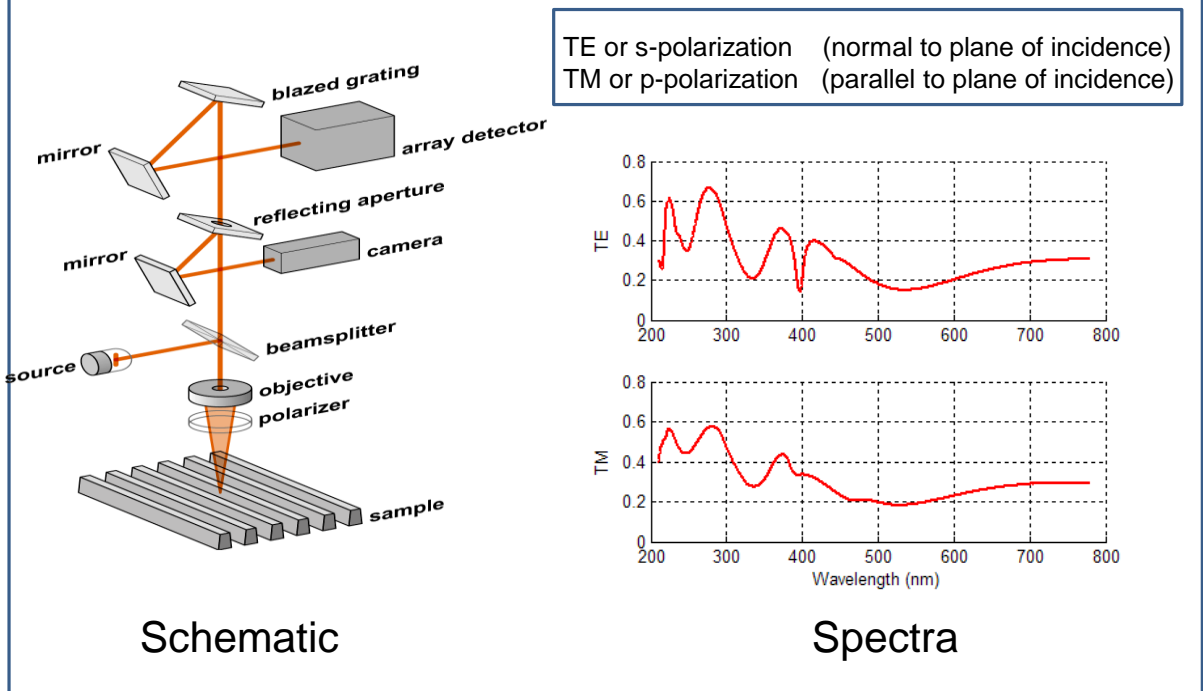 TE or s-polarization (normal to plane of incidence)
TM or p-polarization (parallel to plane of incidence)
blazed grating
array detector
mirror
reflecting aperture
camera
mirror
beamsplitter
source
objective
polarizer
sample
Schematic
0.8
0.6
0.4
0.2
0
TE
200 300 400 500 600 700 800
0.8
0.6
0.4
0.2
0
TM
200 300 400 500 600 700 800
Wavelength (nm)
Spectra